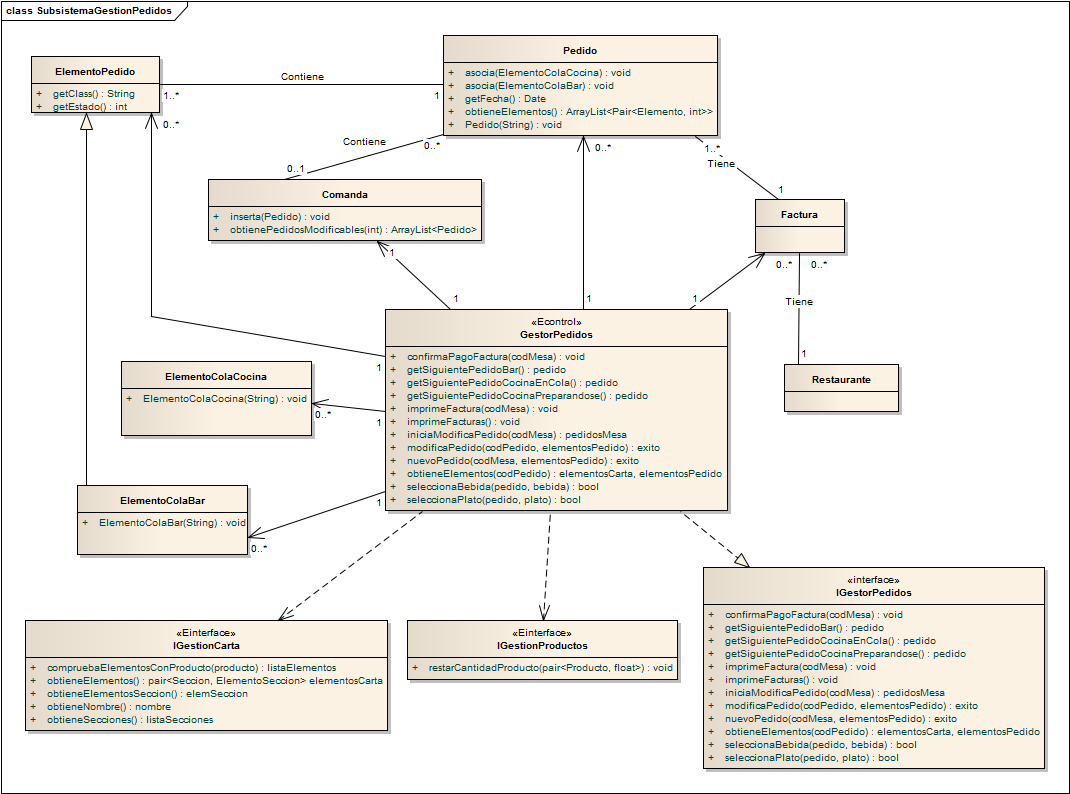 class SubsistemaGestionPedidos
ElementoPedido
+ getClass() : String
+ getEstado() : int
Contiene
1..*
1
0..*
Pedido
+ asocia(ElementoColaCocina) : void
+ asocia(ElementoColaBar) : void
+ getFecha() : Date
+ obtieneElementos() : ArrayList<Pair<Elemento, int>>
+ Pedido(String) : void
Contiene
0..*
0..1
0..*
1..*
Tiene
1
Comanda
+ inserta(Pedido) : void
+ obtienePedidosModificables(int) : ArrayList<Pedido>
Factura
1
0..*
0..*
Tiene
1
1
1
1
Restaurante
«Econtrol»
GestorPedidos
+ confirmaPagoFactura(codMesa) : void
+ getSiguientePedidoBar() : pedido
+ getSiguientePedidoCocinaEnCola() : pedido
+ getSiguientePedidoCocinaPreparandose() : pedido
+ imprimeFactura(codMesa) : void
+ imprimeFacturas() : void
+ iniciaModificaPedido(codMesa) : pedidosMesa
+ modificaPedido(codPedido, elementosPedido) : exito
+ nuevoPedido(codMesa, elementosPedido) : exito
+ obtieneElementos(codPedido) : elementosCarta, elementosPedido
+ seleccionaBebida(pedido, bebida) : bool
+ seleccionaPlato(pedido, plato) : bool
1
ElementoColaCocina
+ ElementoColaCocina(String) : void
0..*
1
ElementoColaBar
+ ElementoColaBar(String) : void
1
0..*
«Einterface»
IGestionCarta
+ compruebaElementosConProducto(producto) : listaElementos
+ obtieneElementos() : pair<Seccion, ElementoSeccion> elementosCarta
+ obtieneElementosSeccion() : elemSeccion
+ obtieneNombre() : nombre
+ obtieneSecciones() : listaSecciones
«Einterface»
IGestionProductos
+ restarCantidadProducto(pair<Producto, float>) : void
«interface»
IGestorPedidos
+ confirmaPagoFactura(codMesa) : void
+ getSiguientePedidoBar() : pedido
+ getSiguientePedidoCocinaEnCola() : pedido
+ getSiguientePedidoCocinaPreparandose() : pedido
+ imprimeFactura(codMesa) : void
+ imprimeFacturas() : void
+ iniciaModificaPedido(codMesa) : pedidosMesa
+ modificaPedido(codPedido, elementosPedido) : exito
+ nuevoPedido(codMesa, elementosPedido) : exito
+ obtieneElementos(codPedido) : elementosCarta, elementosPedido
+ seleccionaBebida(pedido, bebida) : bool
+ seleccionaPlato(pedido, plato) : bool